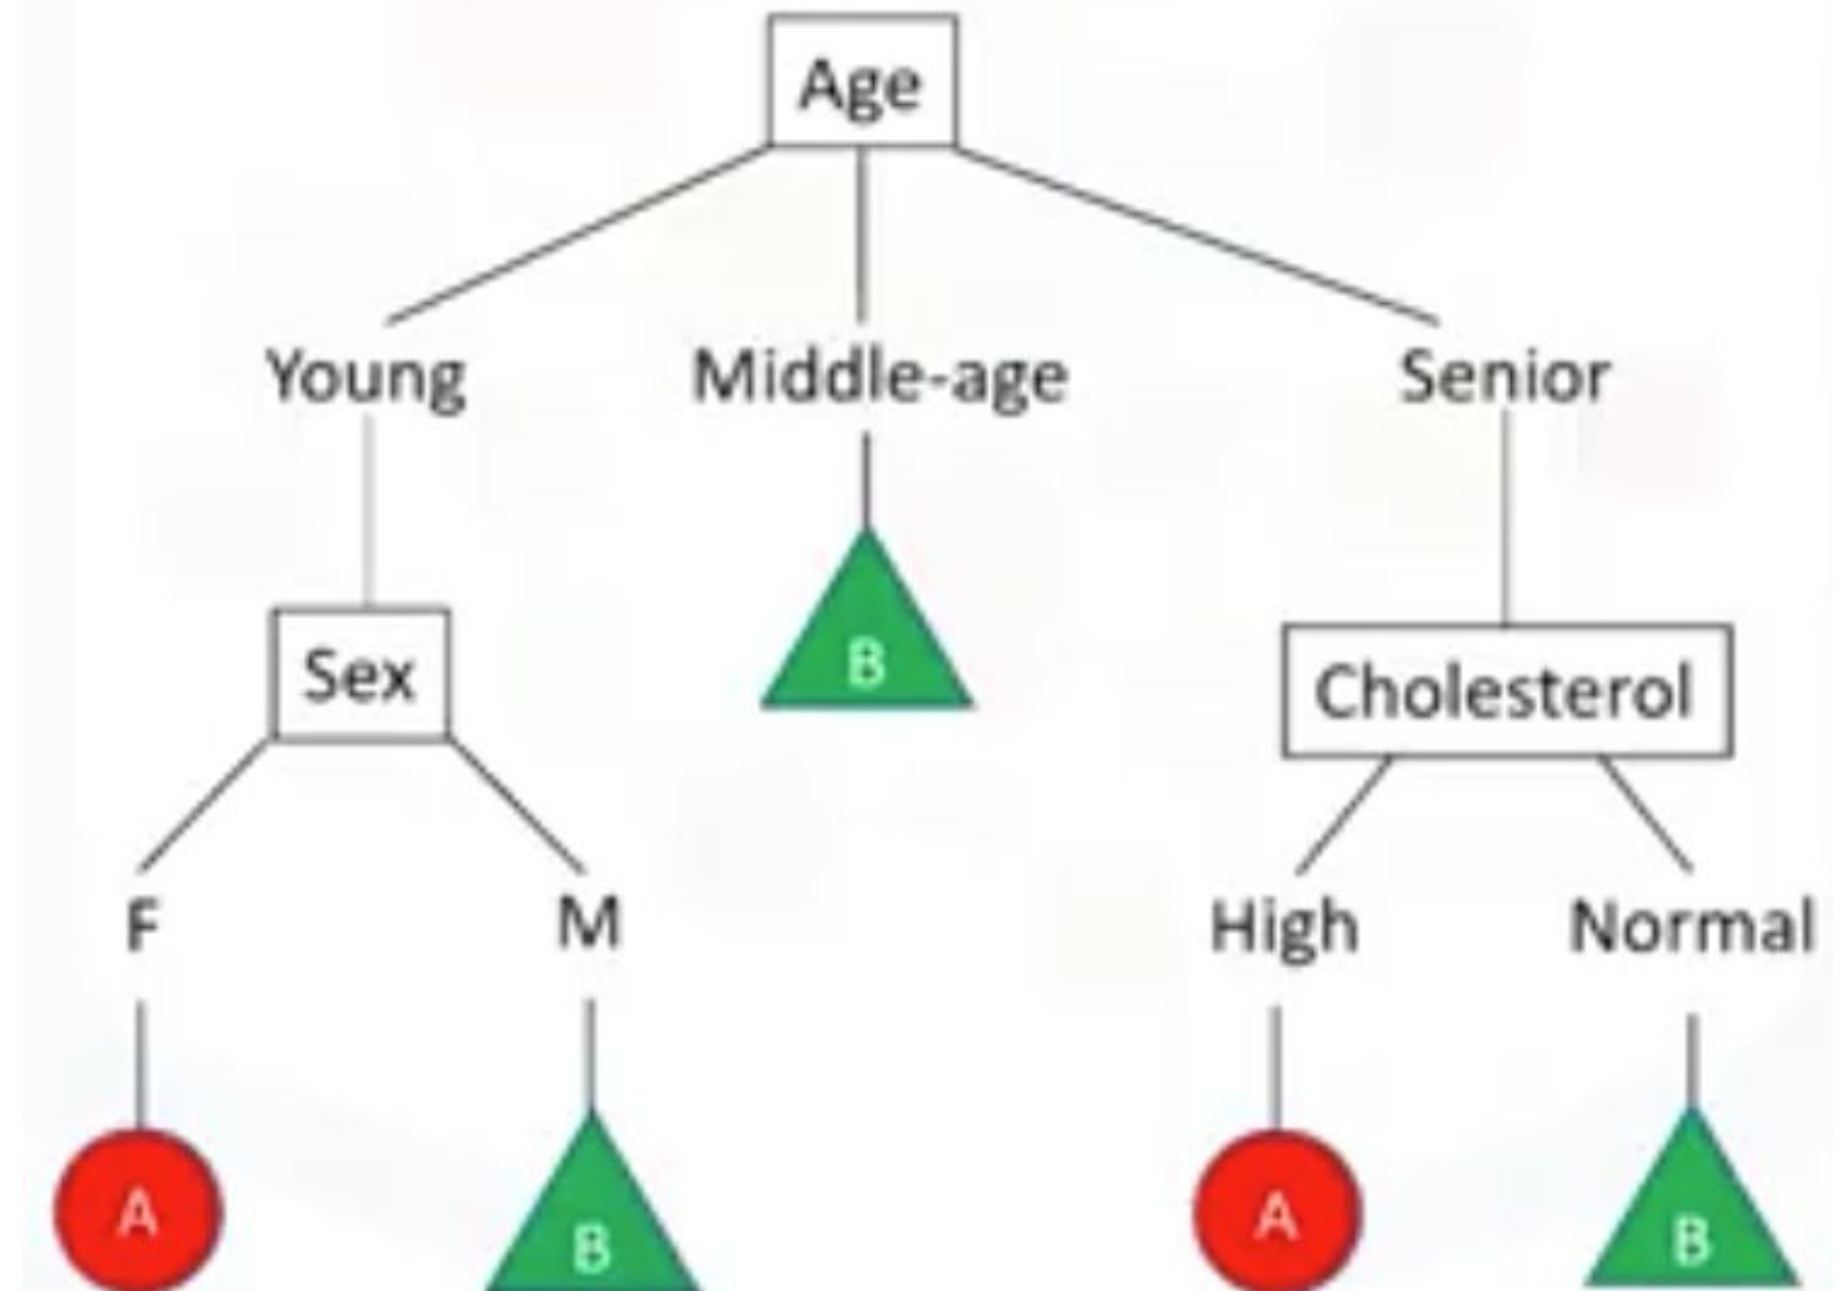 Age
Young Middle-age Senior
Sex B Cholesterol
F M High Normal
A B A B